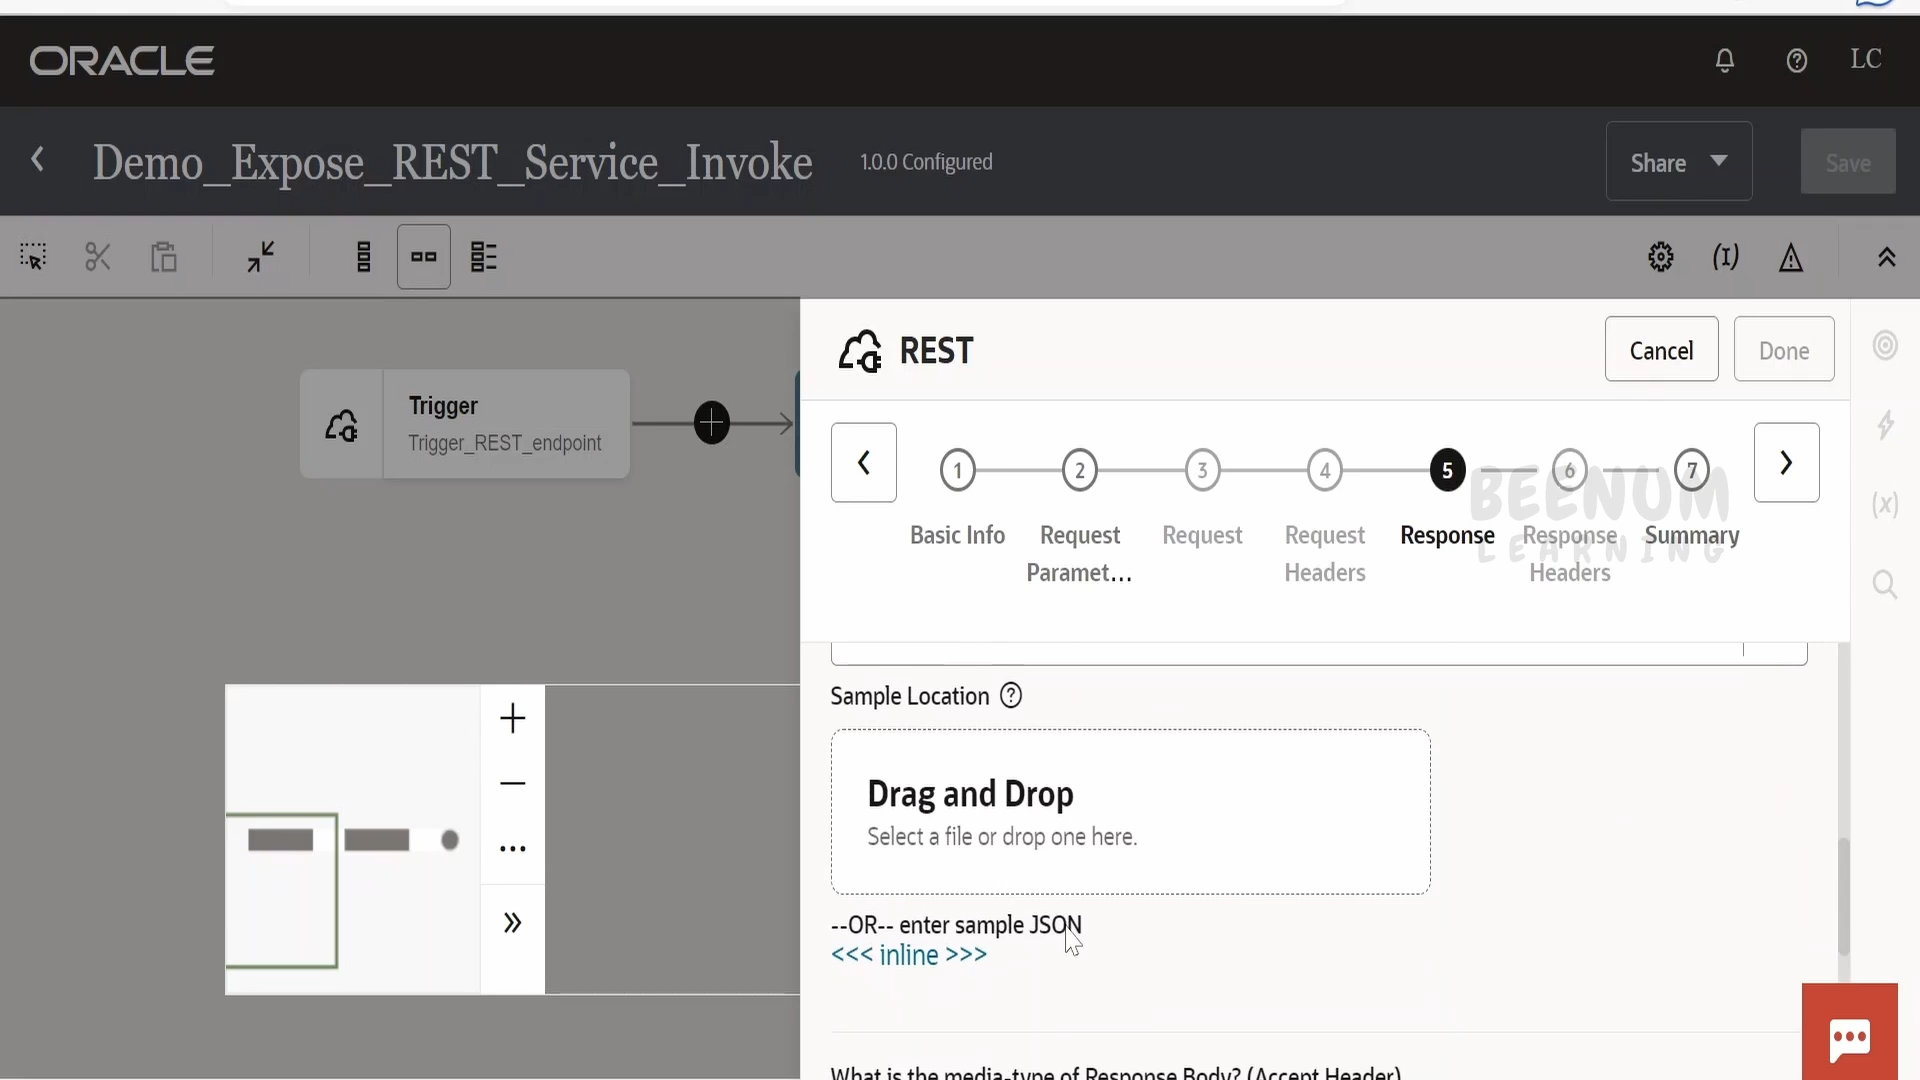 ORACLE
LC
Demo_Expose_REST_Service_Invoke
1.0.0 Configured
Share
Save
REST
Cancel
Done
Trigger
Trigger_REST_endpoint
1
2
3
4
5
6
7
Basic Info
Request
Paramet...
Request
Request
Headers
Response
Response
Headers
Summary
BEENUM
LEARNING
Sample Location
Drag and Drop
Select a file or drop one here.
--OR-- enter sample JSON
<<< inline >>>
What is the media-type of Response Body? (Accept Header)